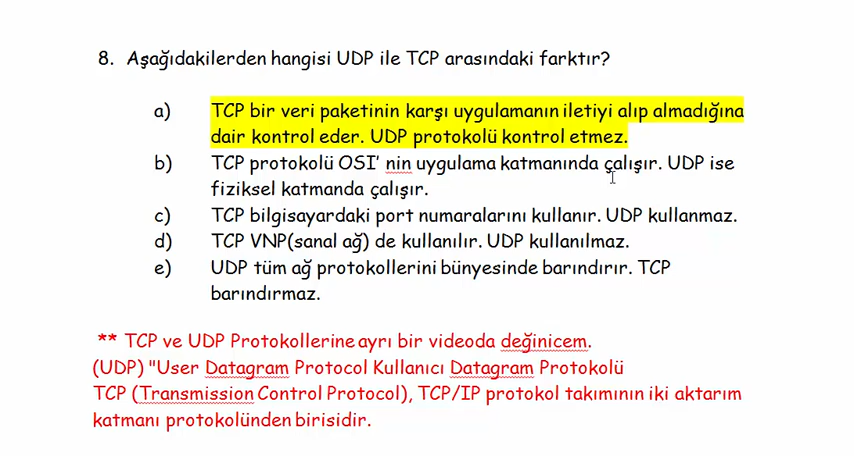 8. Aşağıdakilerden hangisi UDP ile TCP arasındaki farktır?
a) TCP bir veri paketinin karşı uygulamanın iletiyi alıp almadığına
dair kontrol eder. UDP protokolü kontrol etmez.
b) TCP protokolü OSI' nin uygulama katmanında çalışır. UDP ise
fiziksel katmanda çalışır.
c) TCP bilgisayardaki port numaralarını kullanır. UDP kullanmaz.
d) TCP VNP(sanal ağ) de kullanılır. UDP kullanılmaz.
e) UDP tüm ağ protokollerini bünyesinde barındırır. TCP
barındırmaz.
** TCP ve UDP Protokollerine ayrı bir videoda değinicem.
(UDP) "User Datagram Protocol Kullanıcı Datagram Protokolü
TCP (Transmission Control Protocol), TCP/IP protokol takımının iki aktarım
katmanı protokolünden birisidir.